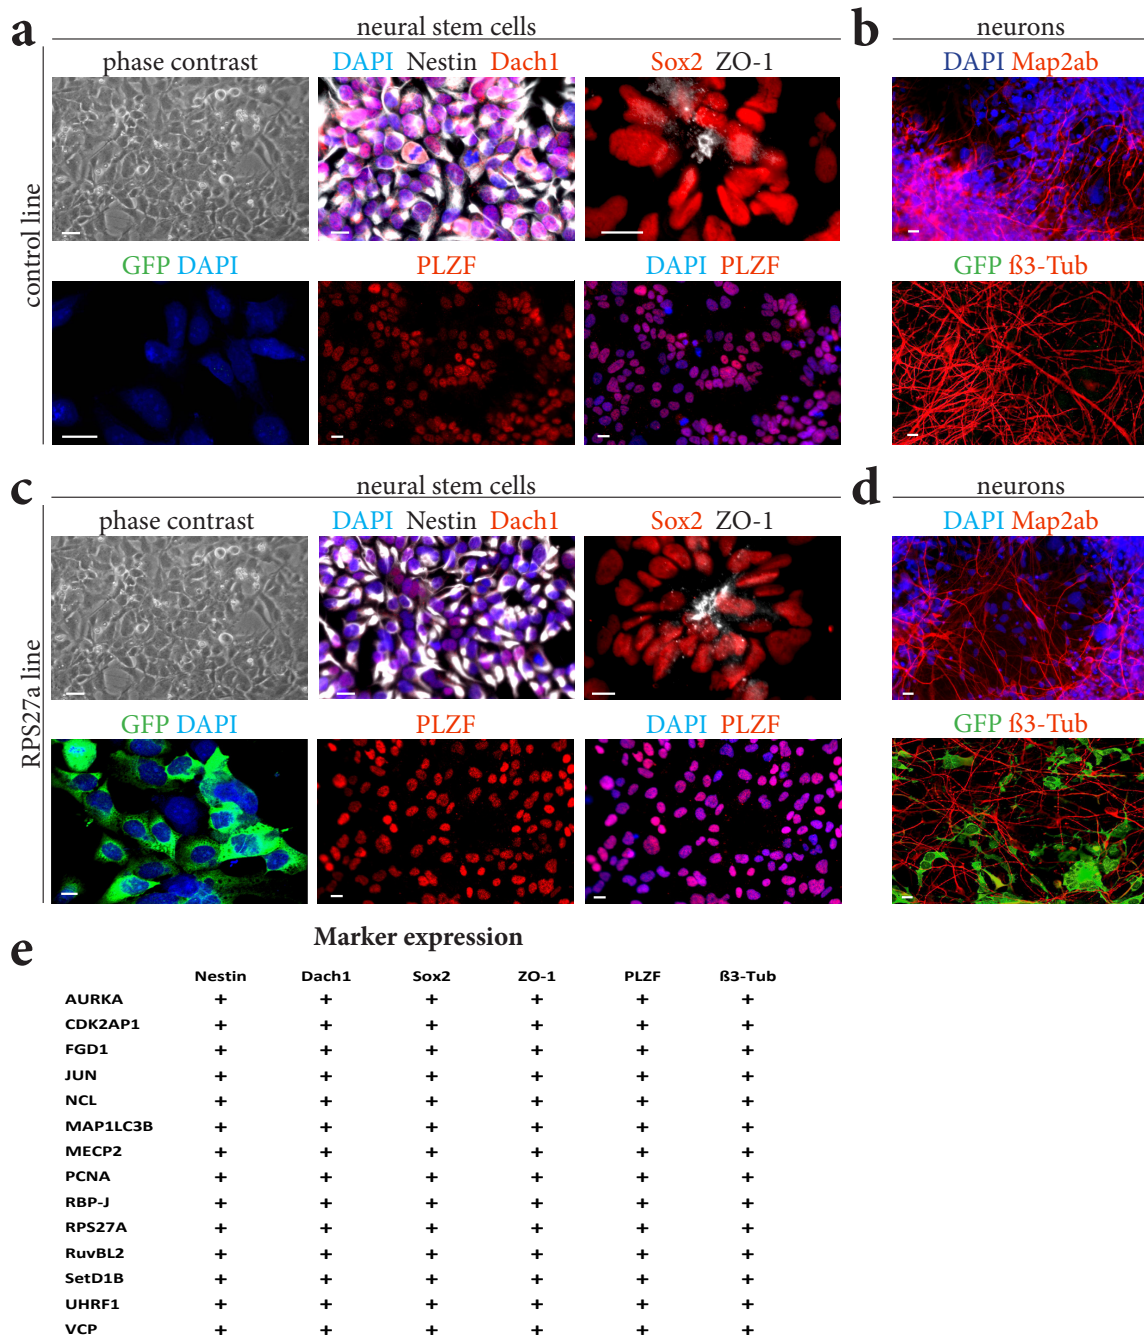 a
neural stem cells
b
neurons
phase contrast
DAPI Nestin Dach1
Sox2 ZO-1
DAPI Map2ab
control line
GFP DAPI
PLZF
DAPI PLZF
GFP ß3-Tub
c
neural stem cells
d
neurons
phase contrast
DAPI Nestin Dach1
Sox2 ZO-1
DAPI Map2ab
RPS27a line
GFP DAPI
PLZF
DAPI PLZF
GFP ß3-Tub
e
Marker expression
Nestin Dach1 Sox2 ZO-1 PLZF ß3-Tub
AURKA + + + + + +
CDK2AP1 + + + + + +
FGD1 + + + + + +
JUN + + + + + +
NCL + + + + + +
MAP1LC3B + + + + + +
MECP2 + + + + + +
PCNA + + + + + +
RBP-J + + + + + +
RPS27A + + + + + +
RuvBL2 + + + + + +
SetD1B + + + + + +
UHRF1 + + + + + +
VCP + + + + + +